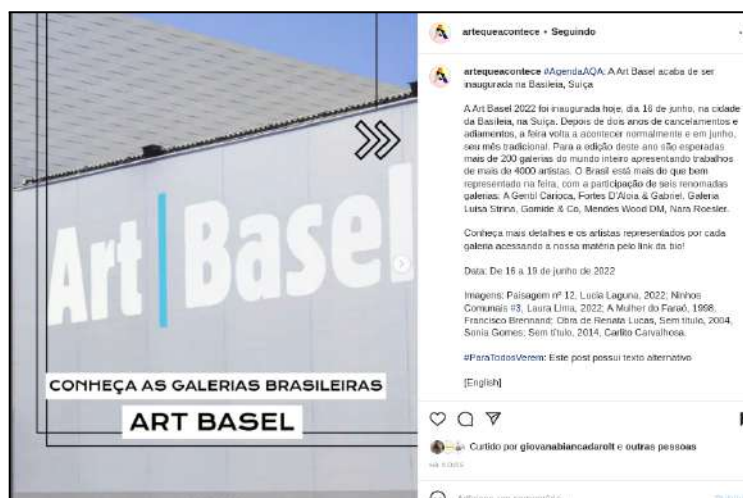 Art Basel
CONHEÇA AS GALERIAS BRASILEIRAS
ART BASEL
artequeacontece • Seguindo
artequeacontece #AgendaAQA: A Art Basel acaba de ser
inaugurada na Basileia, Suíça
A Art Basel 2022 foi inaugurada hoje, dia 16 de junho, na cidade
da Basileia, na Suíça. Depois de dois anos de cancelamentos e
adiamentos, a feira volta a acontecer normalmente e em junho,
seu mês tradicional. Para a edição deste ano são esperadas
mais de 200 galerias do mundo inteiro apresentando trabalhos
de mais de 4000 artistas. O Brasil está mais do que bem
representado na feira, com a participação de seis renomadas
galerias: A Gentil Carioca, Fortes D'Aloia & Gabriel, Galeria
Luisa Strina, Gomide & Co, Mendes Wood DM, Nara Roesler.
Conheça mais detalhes e os artistas representados por cada
galeria acessando a nossa matéria pelo link da bio!
Data: De 16 a 19 de junho de 2022
Imagens: Paisagem nº 12, Lucia Laguna, 2022; Ninhos
Comunais #3, Laura Lima, 2022; A Mulher do Faraó, 1998,
Francisco Brennand; Obra de Renata Lucas, Sem título, 2004,
Sonia Gomes; Sem título, 2014, Carlito Carvalhosa.
#ParaTodosVerem: Este post possui texto alternativo
[English]
Curtido por giovanabiancadarolt e outras pessoas